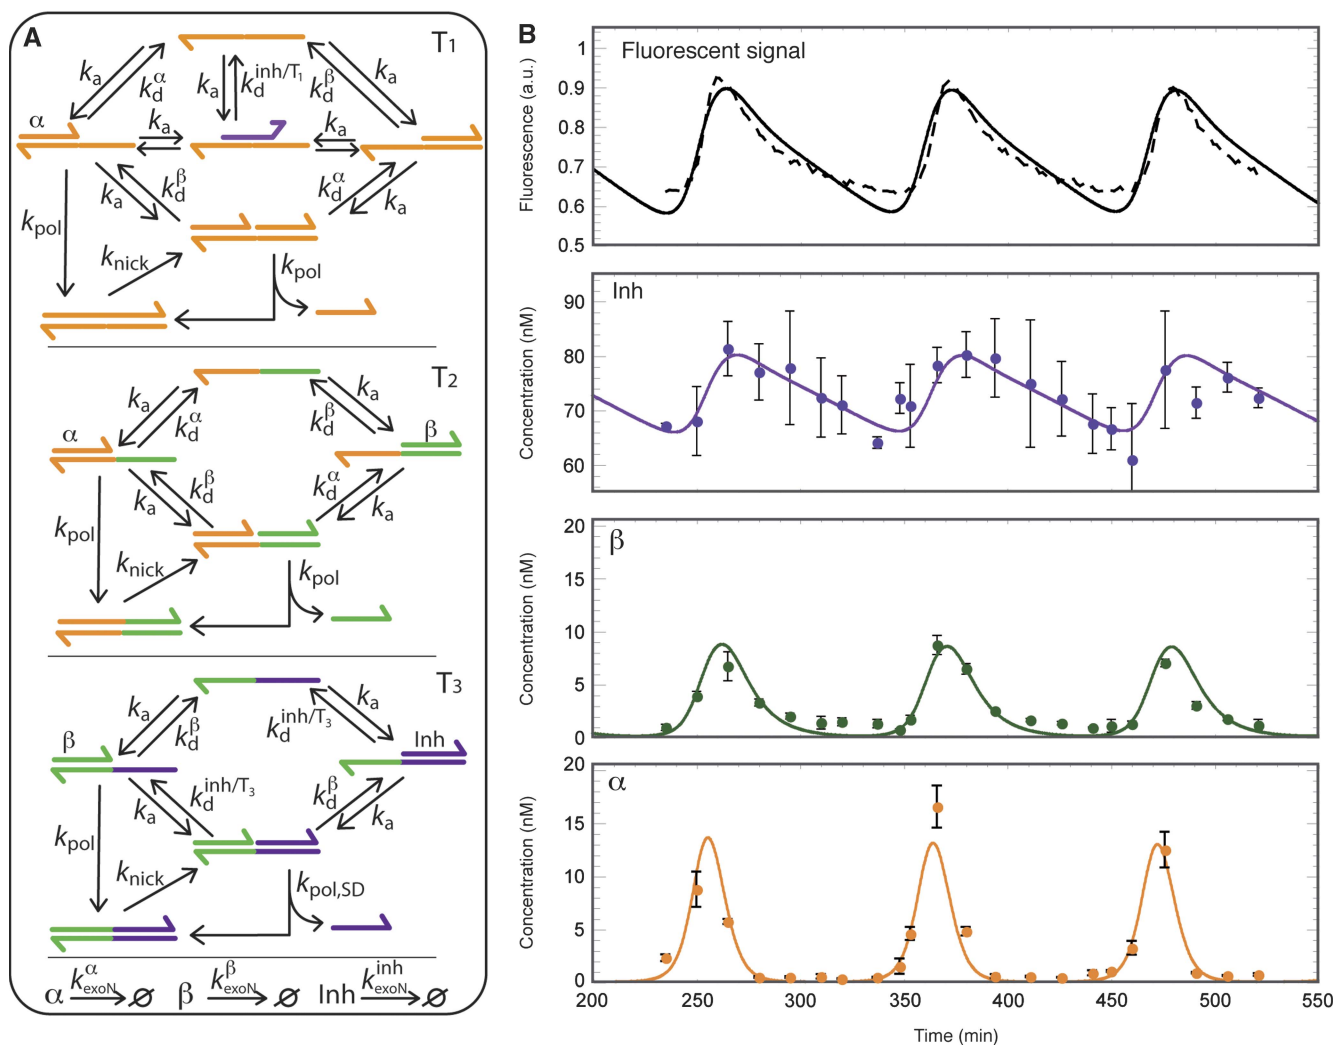 A
T1
ka
kdα
ka
kdinh/T1
kdβ
ka
α
ka
ka
ka
kdβ
kdα
ka
kpol
knick
kpol
T2
ka
kdα
ka
kdβ
α
β
ka
kdβ
kdα
ka
kpol
knick
kpol
T3
ka
kdβ
ka
kdinh/T3
β
Inh
ka
kdinh/T3
kdβ
ka
kpol
knick
kpol,SD
α kexoNα ∅ β kexoNβ ∅ Inh kexoNinh ∅
B
Fluorescent signal
Fluorescence (a.u.)
1
0.9
0.8
0.7
0.6
0.5
Inh
Concentration (nM)
90
80
70
60
β
Concentration (nM)
20
15
10
5
0
α
Concentration (nM)
20
15
10
5
0
200 250 300 350 400 450 500 550
Time (min)